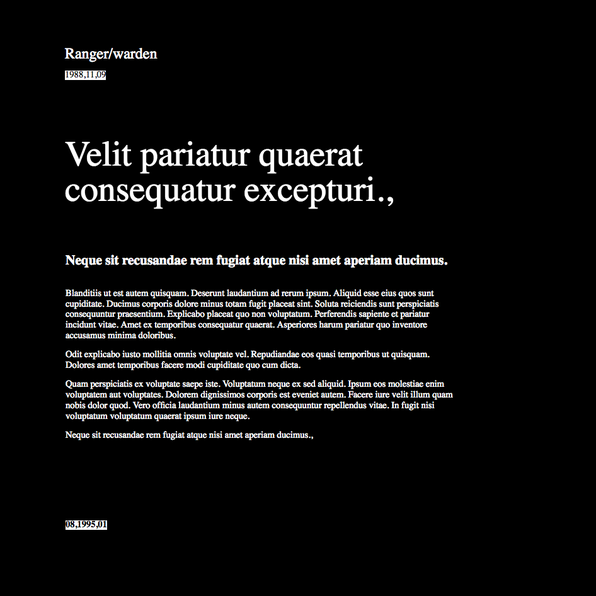 Ranger/warden
1988,11,09
Velit pariatur quaerat
consequatur excepturi.,
Neque sit recusandae rem fugiat atque nisi amet aperiam ducimus.
Blanditiis ut est autem quisquam. Deserunt laudantium ad rerum ipsum. Aliquid esse eius quos sunt
cupiditate. Ducimus corporis dolore minus totam fugit placeat sint. Soluta reiciendis sunt perspiciatis
consequuntur praesentium. Explicabo placeat quo non voluptatum. Perferendis sapiente et pariatur
incidunt vitae. Amet ex temporibus consequatur quaerat. Asperiores harum pariatur quo inventore
accusamus minima doloribus.
Odit explicabo iusto mollitia omnis voluptate vel. Repudiandae eos quasi temporibus ut quisquam.
Dolores amet temporibus facere modi cupiditate quo cum dicta.
Quam perspiciatis ex voluptate saepe iste. Voluptatum neque ex sed aliquid. Ipsum eos molestiae enim
voluptatem aut voluptates. Dolorem dignissimos corporis est eveniet autem. Facere iure velit illum quam
nobis dolor quod. Vero officia laudantium minus autem consequuntur repellendus vitae. In fugit nisi
voluptatum voluptatum quaerat ipsum iure neque.
Neque sit recusandae rem fugiat atque nisi amet aperiam ducimus.,
08,1995,01